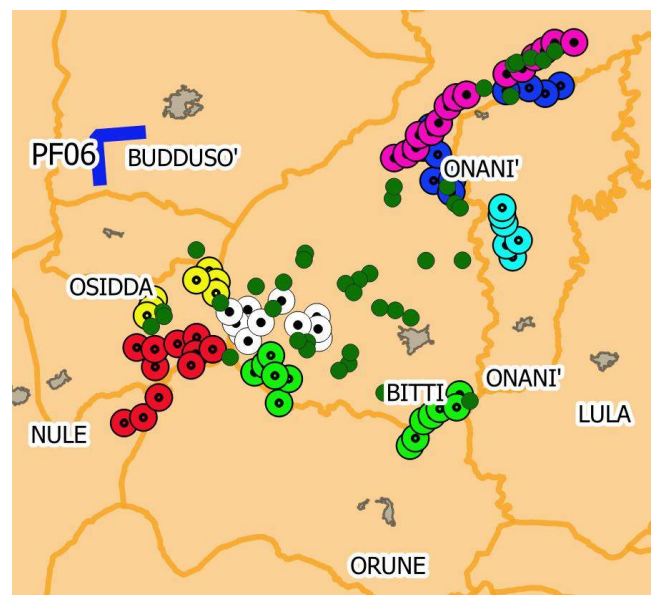 PF06
BUDDUSO'
ONANI'
OSIDDA
BITTI
ONANI'
LULA
NULE
ORUNE